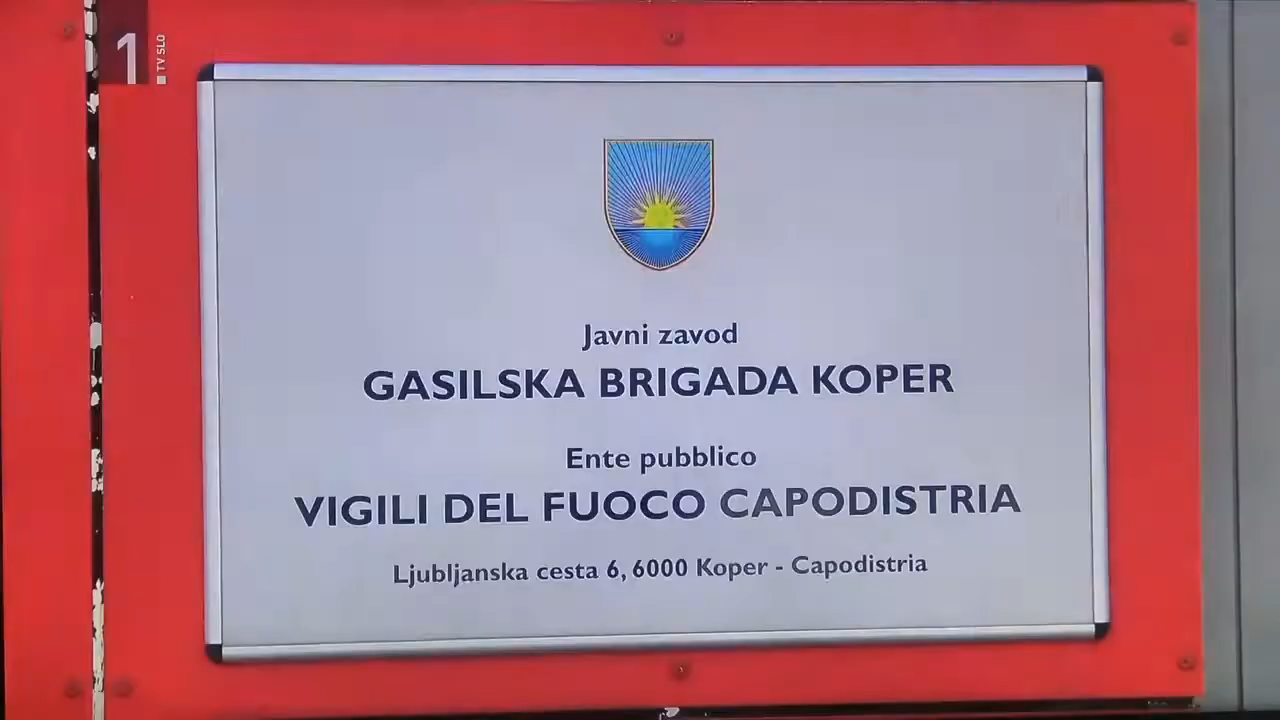 1
TV SLO
Javni zavod
GASILSKA BRIGADA KOPER
Ente pubblico
VIGILI DEL FUOCO CAPODISTRIA
Ljubljanska cesta 6, 6000 Koper - Capodistria